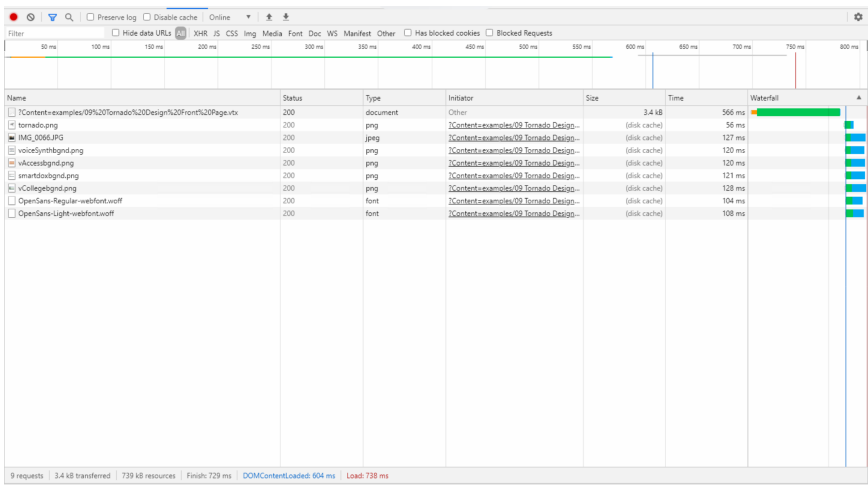 Preserve log Disable cache Online
Filter Hide data URLs All XHR JS CSS Img Media Font Doc WS Manifest Other Has blocked cookies Blocked Requests
50 ms 100 ms 150 ms 200 ms 250 ms 300 ms 350 ms 400 ms 450 ms 500 ms 550 ms 600 ms 650 ms 700 ms 750 ms 800 ms
Name Status Type Initiator Size Time Waterfall
?Content=examples/09%20Tornado%20Design%20Front%20Page.vtx 200 document Other 3.4 kB 566 ms
tornado.png 200 png ?Content=examples/09 Tornado Design... (disk cache) 56 ms
IMG_0066.JPG 200 jpeg ?Content=examples/09 Tornado Design... (disk cache) 127 ms
voiceSynthbgnd.png 200 png ?Content=examples/09 Tornado Design... (disk cache) 120 ms
vAccessbgnd.png 200 png ?Content=examples/09 Tornado Design... (disk cache) 120 ms
smartdoxbgnd.png 200 png ?Content=examples/09 Tornado Design... (disk cache) 121 ms
vCollegebgnd.png 200 png ?Content=examples/09 Tornado Design... (disk cache) 128 ms
OpenSans-Regular-webfont.woff 200 font ?Content=examples/09 Tornado Design... (disk cache) 104 ms
OpenSans-Light-webfont.woff 200 font ?Content=examples/09 Tornado Design... (disk cache) 108 ms
9 requests 3.4 kB transferred 739 kB resources Finish: 729 ms DOMContentLoaded: 604 ms Load: 738 ms